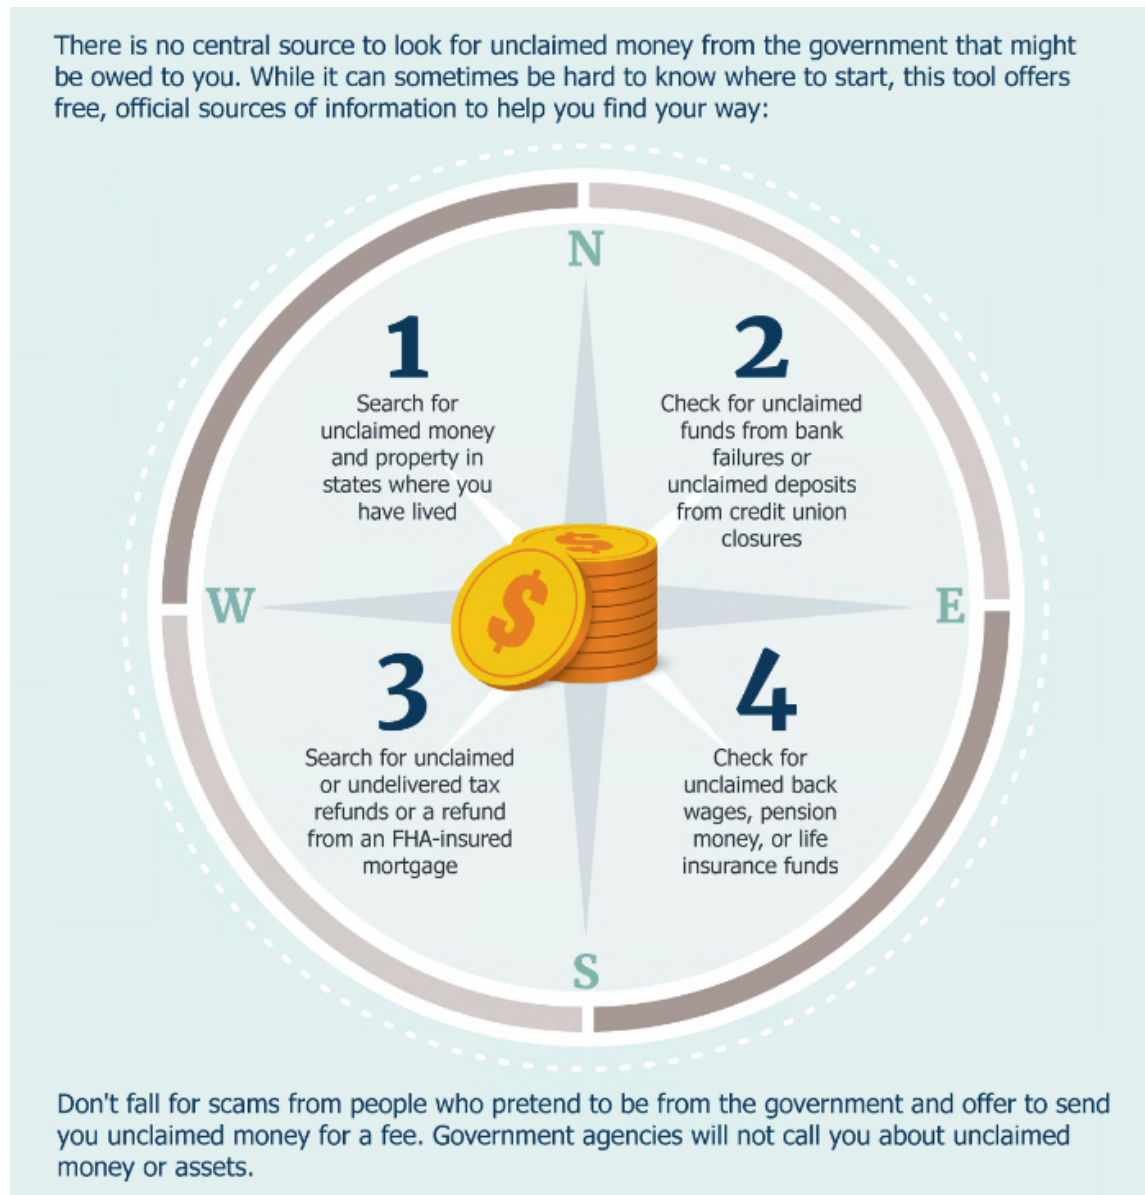 There is no central source to look for unclaimed money from the government that might
be owed to you. While it can sometimes be hard to know where to start, this tool offers
free, official sources of information to help you find your way:
N
1
Search for
unclaimed money
and property in
states where you
have lived
2
Check for unclaimed
funds from bank
failures or
unclaimed deposits
from credit union
closures
W
$
$
E
3
Search for unclaimed
or undelivered tax
refunds or a refund
from an FHA-insured
mortgage
4
Check for
unclaimed back
wages, pension
money, or life
insurance funds
S
Don't fall for scams from people who pretend to be from the government and offer to send
you unclaimed money for a fee. Government agencies will not call you about unclaimed
money or assets.